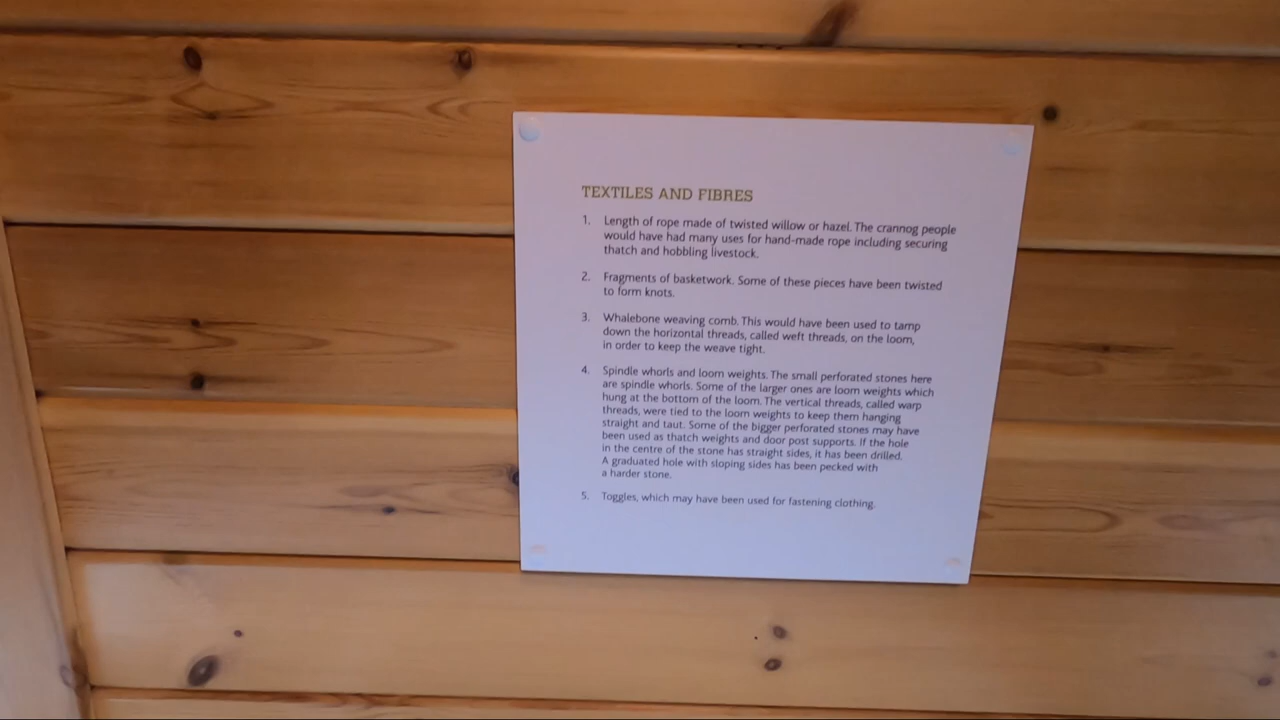 TEXTILES AND FIBRES
1. Length of rope made of twisted willow or hazel. The crannog people
would have had many uses for hand-made rope including securing
thatch and hobbling livestock.
2. Fragments of basketwork. Some of these pieces have been twisted
to form knots.
3. Whalebone weaving comb. This would have been used to tamp
down the horizontal threads, called weft threads, on the loom,
in order to keep the weave tight.
4. Spindle whorls and loom weights. The small perforated stones here
are spindle whorls. Some of the larger ones are loom weights which
hung at the bottom of the loom. The vertical threads, called warp
threads, were tied to the loom weights to keep them hanging
straight and taut. Some of the bigger perforated stones may have
been used as thatch weights and door post supports. If the hole
in the centre of the stone has straight sides, it has been drilled.
A graduated hole with sloping sides has been pecked with
a harder stone.
5. Toggles, which may have been used for fastening clothing.